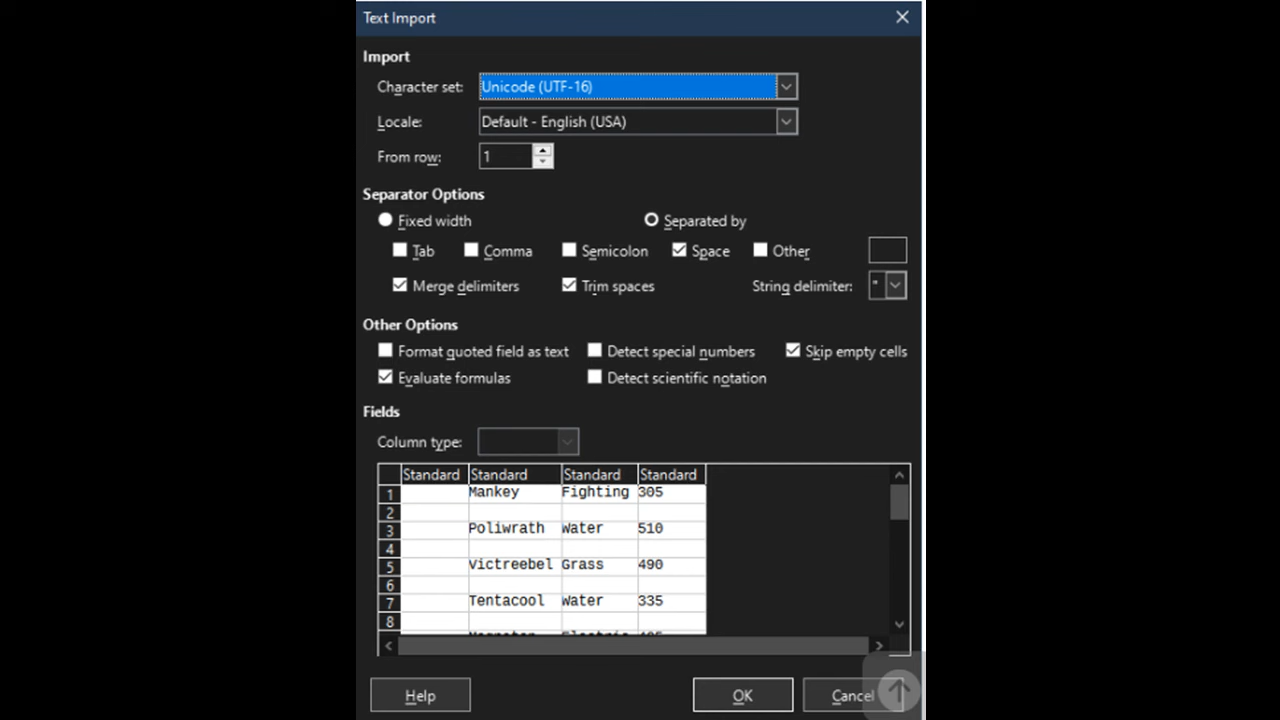 Text Import
Import
Character set: Unicode (UTF-16)
Locale: Default - English (USA)
From row: 1
Separator Options
Fixed width Separated by
Tab Comma Semicolon Space Other
Merge delimiters Trim spaces String delimiter: "
Other Options
Format quoted field as text Detect special numbers Skip empty cells
Evaluate formulas Detect scientific notation
Fields
Column type:
Standard Standard Standard Standard
1 Mankey Fighting 305
2
3 Poliwrath Water 510
4
5 Victreebel Grass 490
6
7 Tentacool Water 335
8
Help OK Cancel